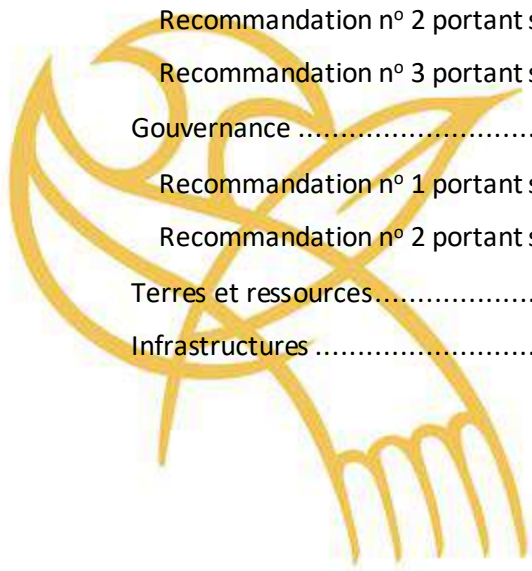 Recommandation nº 2 portant s
Recommandation nº 3 portant s
Gouvernance ...........................
Recommandation nº 1 portant s
Recommandation nº 2 portant s
Terres et ressources...................
Infrastructures .........................